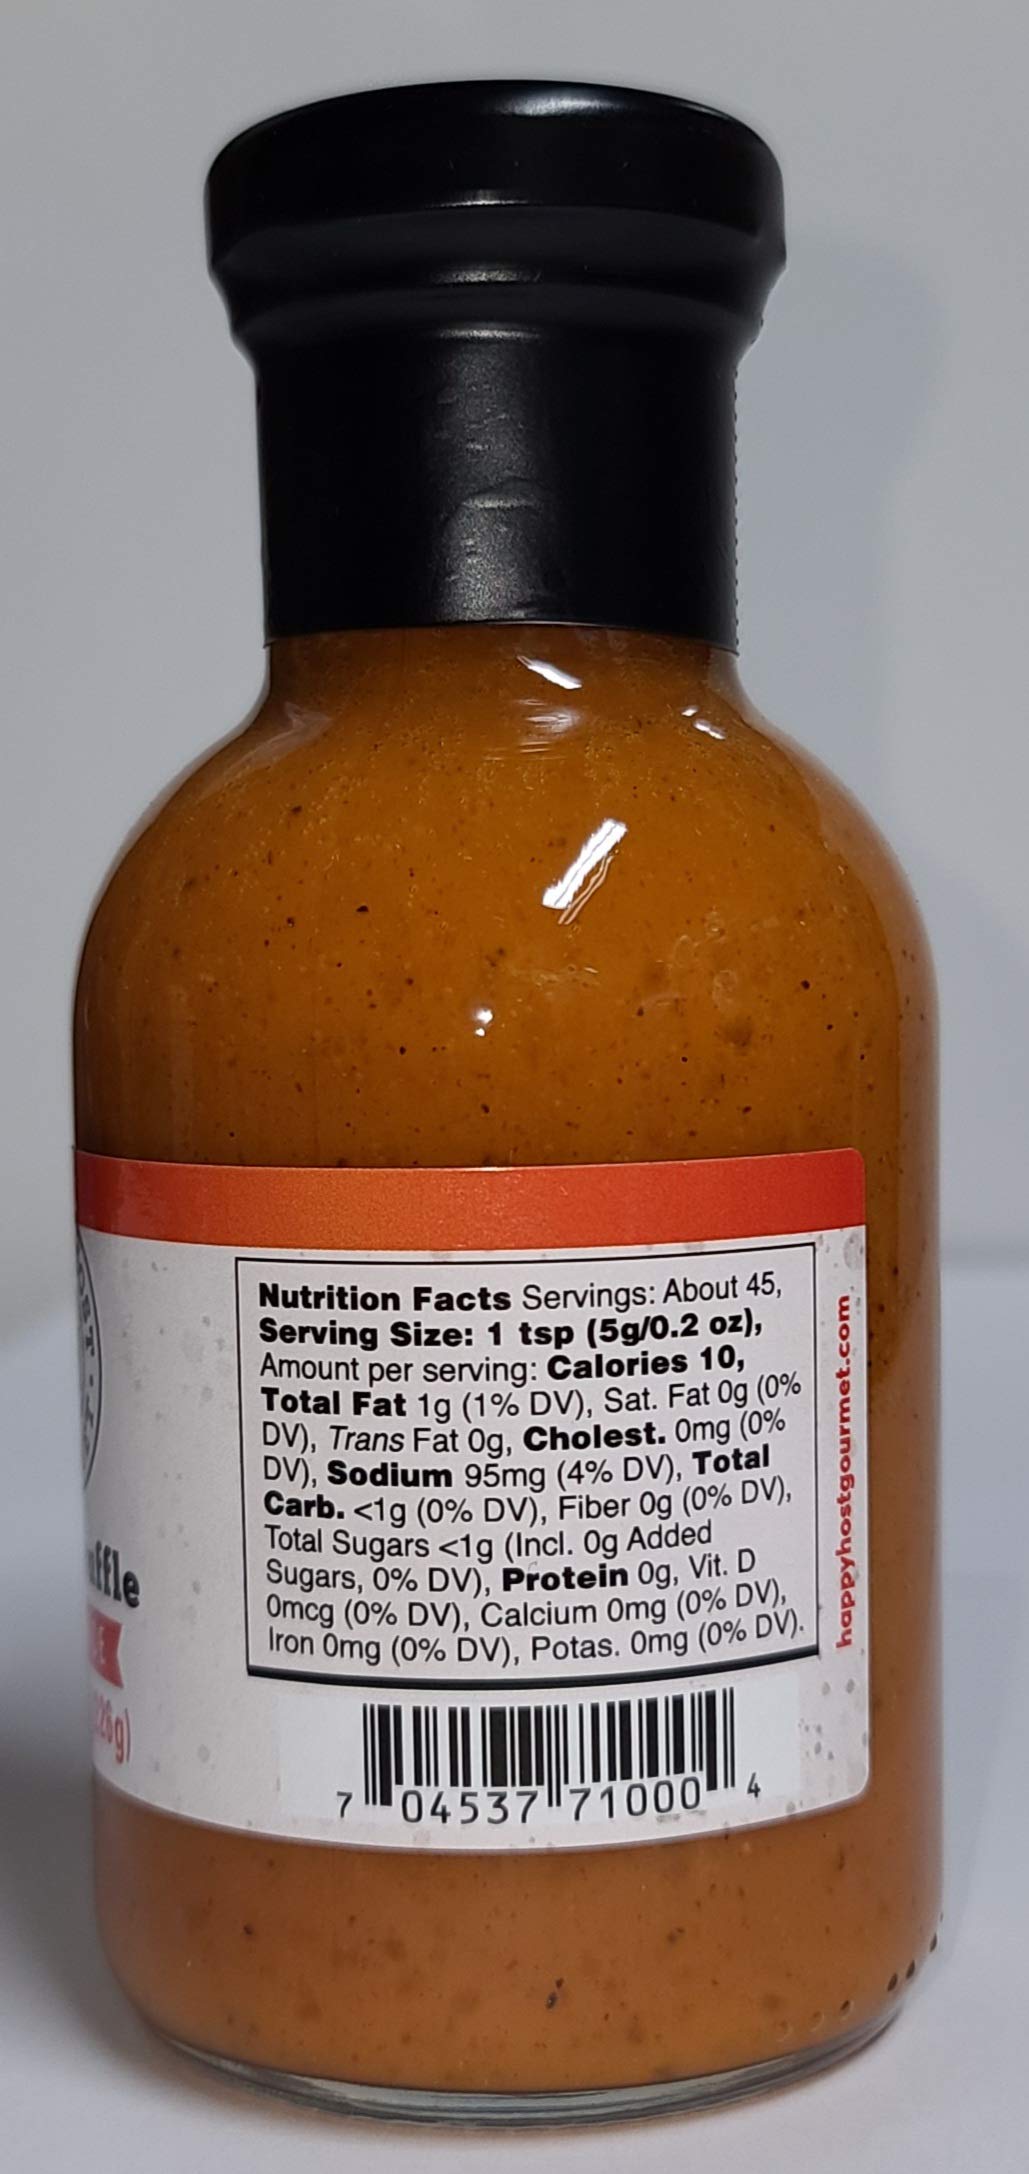 Nutrition Facts Servings: About 45,
Serving Size: 1 tsp (5g/0.2 oz),
Amount per serving: Calories 10,
Total Fat 1g (1% DV), Sat. Fat 0g (0%
DV), Trans Fat 0g, Cholest. 0mg (0%
DV), Sodium 95mg (4% DV), Total
Carb. <1g (0% DV), Fiber 0g (0% DV),
Total Sugars <1g (Incl. 0g Added
Sugars, 0% DV), Protein 0g, Vit. D
0mcg (0% DV), Calcium 0mg (0% DV),
Iron 0mg (0% DV), Potas. 0mg (0% DV).
happyhostgourmet.com
7 04537 71000 4